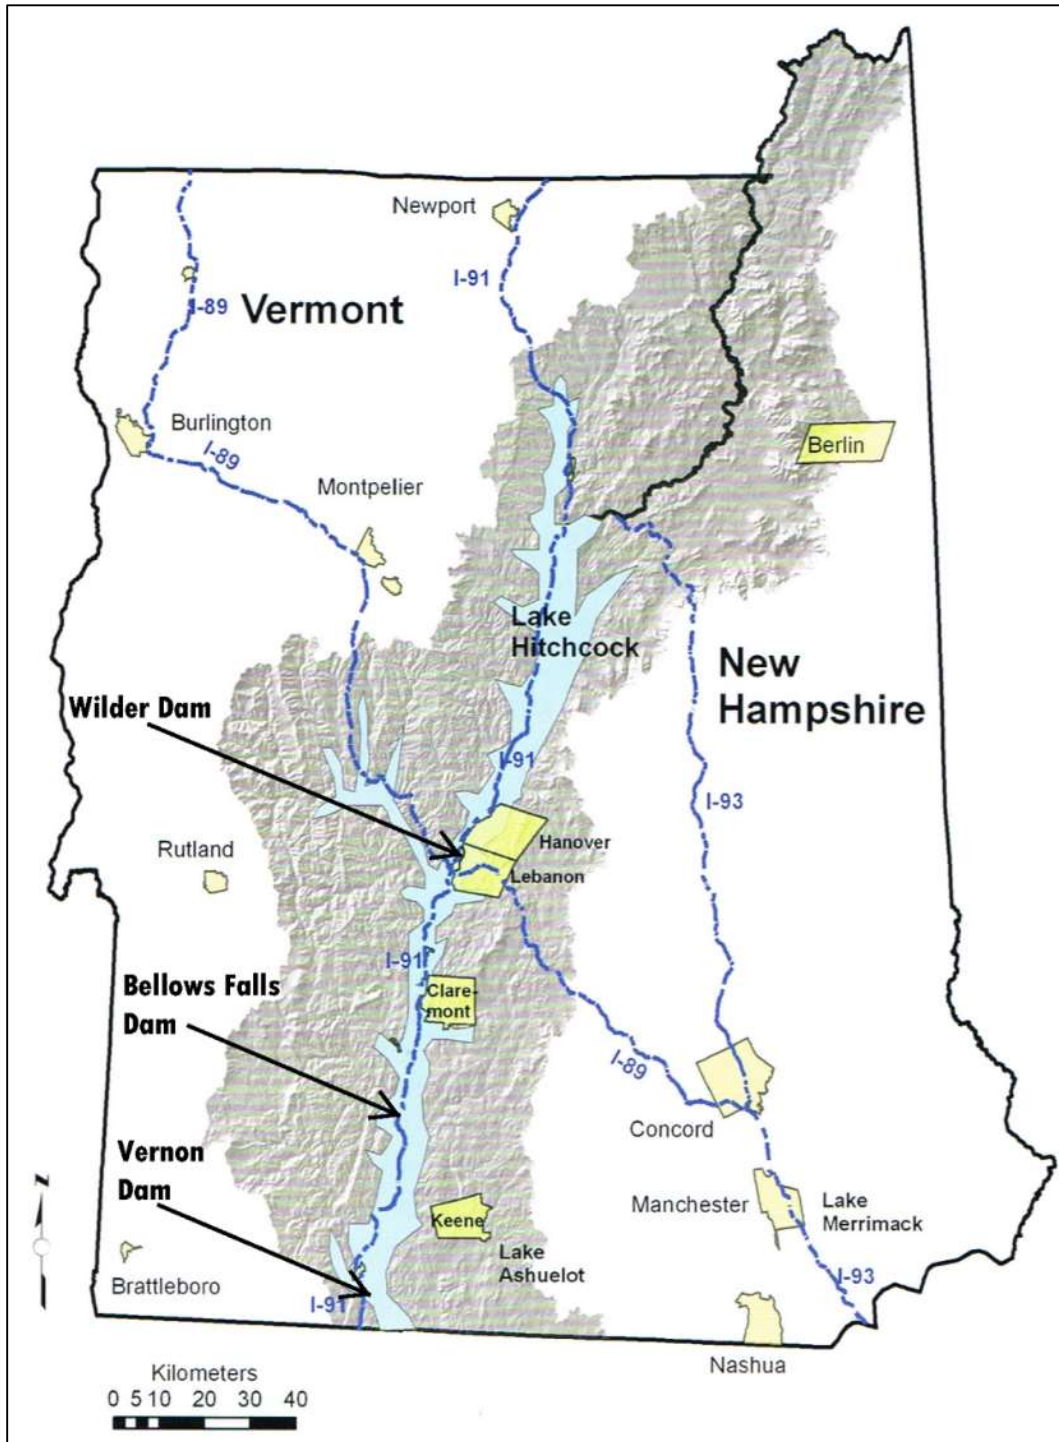 Newport
I-91
I-89
Vermont
Burlington
I-89
Berlin
Montpelier
Lake
Hitchcock
New
Hampshire
Wilder Dam
I-91
I-93
Rutland
Hanover
Lebanon
I-91
Bellows Falls
Dam
Clare-
mont
I-89
Concord
Vernon
Dam
Manchester
Lake
Merrimack
Keene
Lake
Ashuelot
N
Brattleboro
I-91
I-93
Nashua
Kilometers
0 5 10 20 30 40